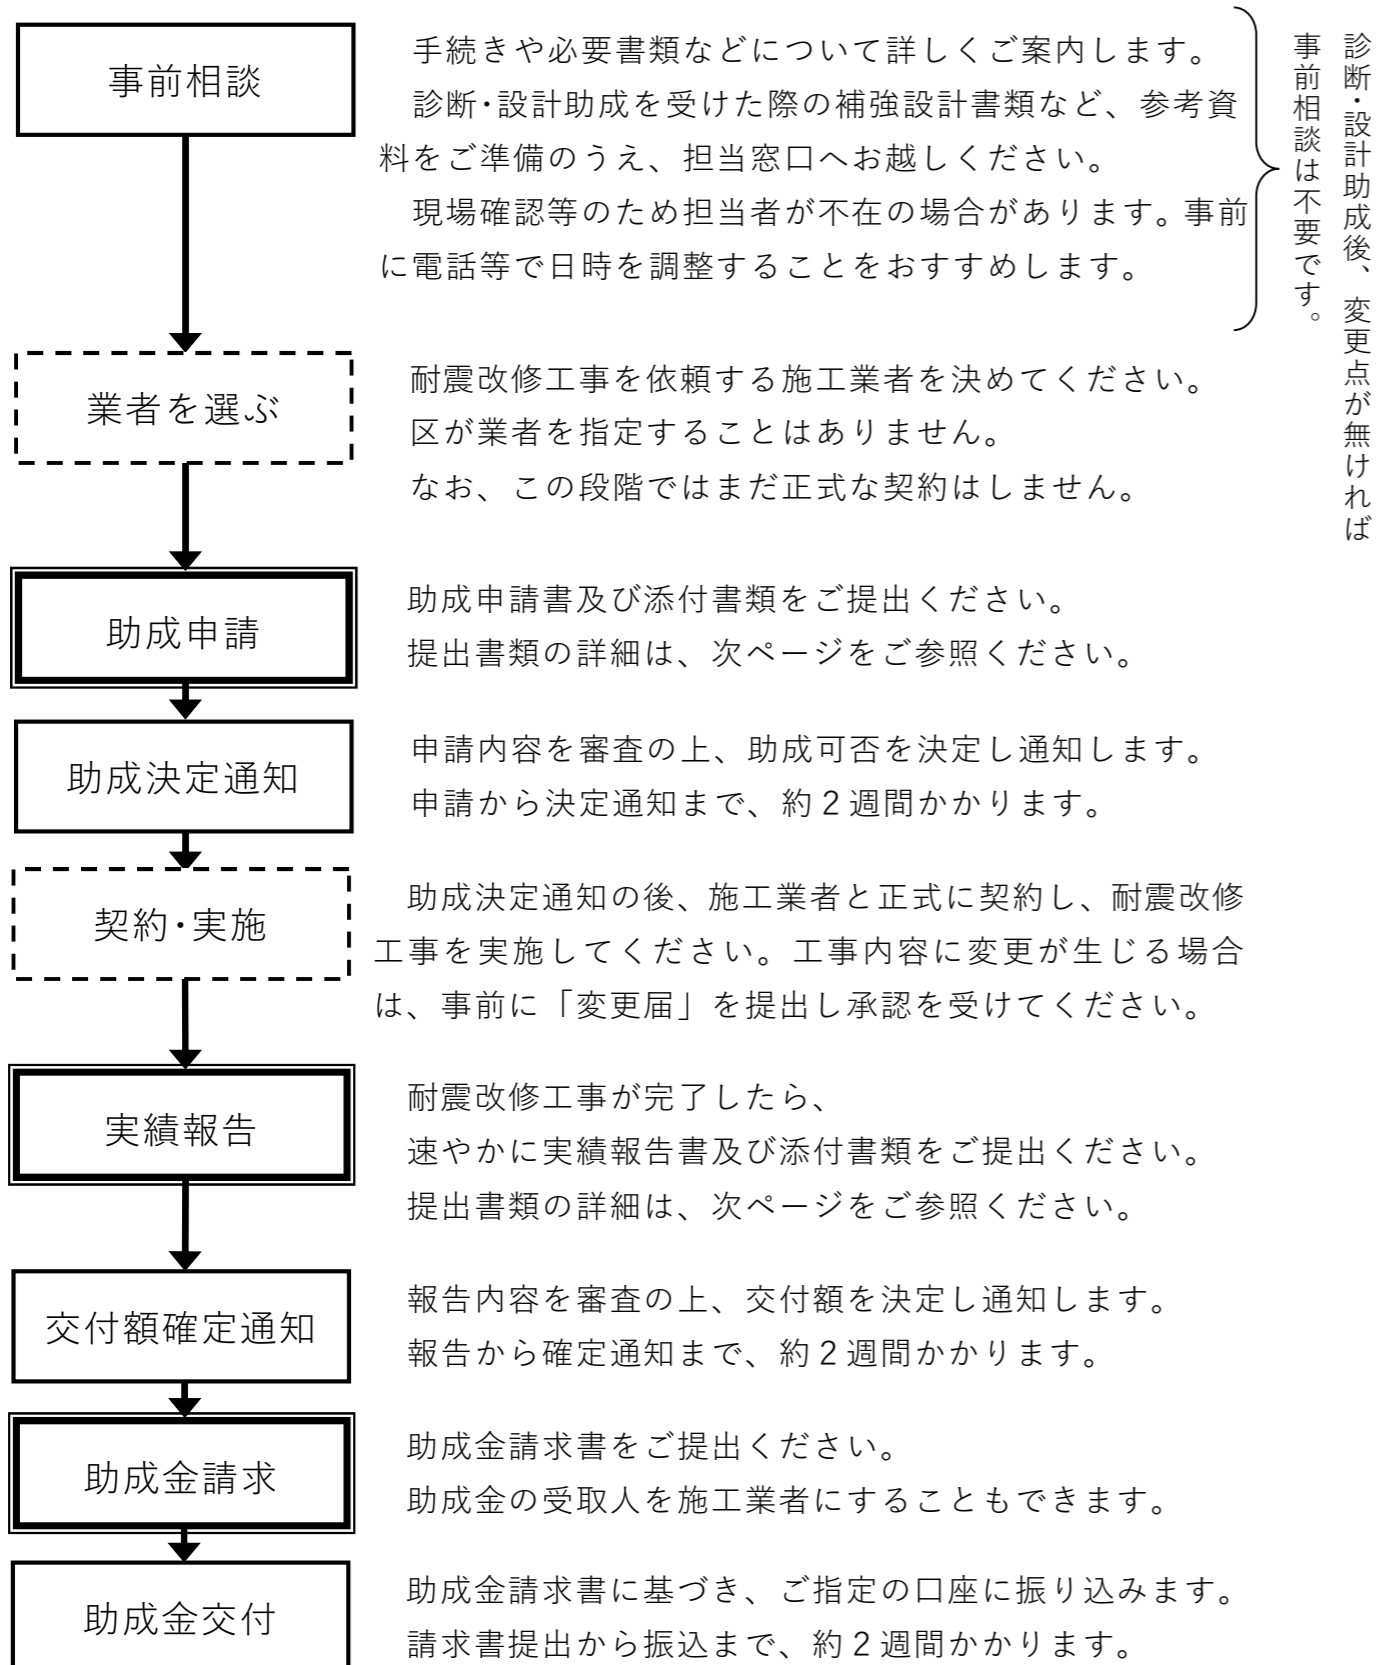 事前相談
手続きや必要書類などについて詳しくご案内します。
診断・設計助成を受けた際の補強設計書類など、参考資
料をご準備のうえ、担当窓口へお越しください。
現場確認等のため担当者が不在の場合があります。事前
に電話等で日時を調整することをおすすめします。
診断・設計助成後、変更点が無ければ
事前相談は不要です。
業者を選ぶ
耐震改修工事を依頼する施工業者を決めてください。
区が業者を指定することはありません。
なお、この段階ではまだ正式な契約はしません。
助成申請
助成申請書及び添付書類をご提出ください。
提出書類の詳細は、次ページをご参照ください。
助成決定通知
申請内容を審査の上、助成可否を決定し通知します。
申請から決定通知まで、約2週間かかります。
契約・実施
助成決定通知の後、施工業者と正式に契約し、耐震改修
工事を実施してください。工事内容に変更が生じる場合
は、事前に「変更届」を提出し承認を受けてください。
実績報告
耐震改修工事が完了したら、
速やかに実績報告書及び添付書類をご提出ください。
提出書類の詳細は、次ページをご参照ください。
交付額確定通知
報告内容を審査の上、交付額を決定し通知します。
報告から確定通知まで、約2週間かかります。
助成金請求
助成金請求書をご提出ください。
助成金の受取人を施工業者にすることもできます。
助成金交付
助成金請求書に基づき、ご指定の口座に振り込みます。
請求書提出から振込まで、約2週間かかります。